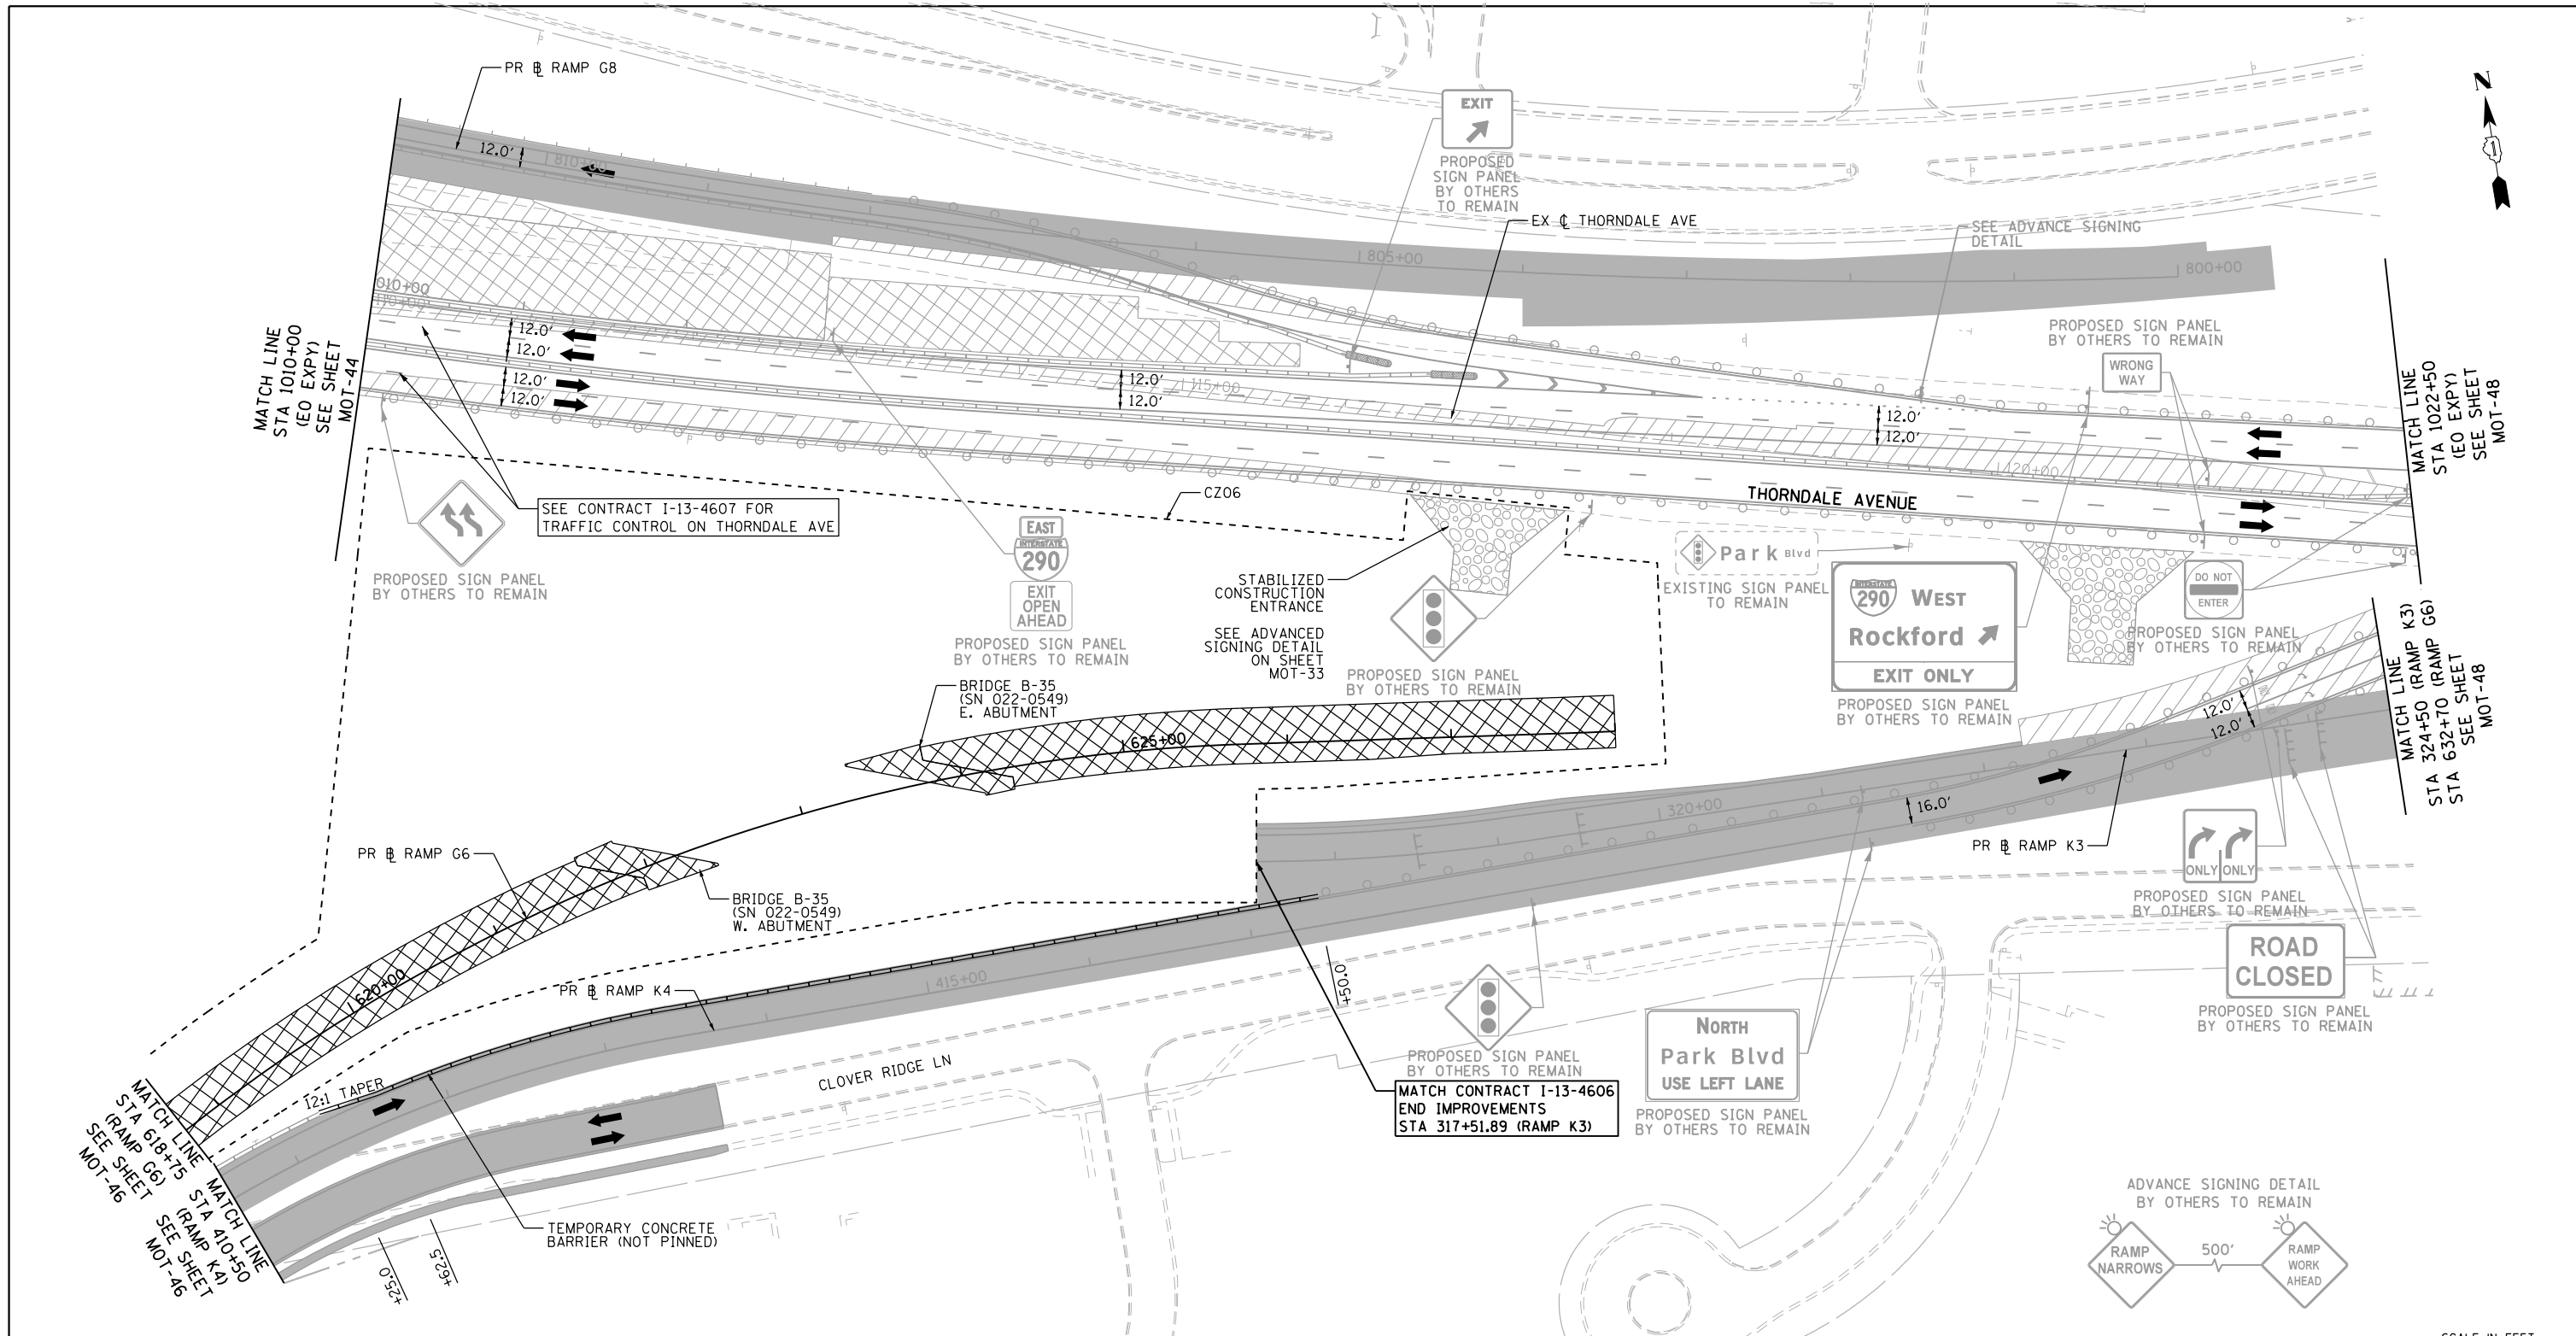 PR BL RAMP G8
12.0'
810+00
EXIT
PROPOSED
SIGN PANEL
BY OTHERS
TO REMAIN
EX CL THORNDALE AVE
SEE ADVANCE SIGNING
DETAIL
805+00
800+00
N
1
MATCH LINE
STA 1010+00
(EO EXPY)
SEE SHEET
MOT-44
010+00
110+00
12.0'
12.0'
12.0'
12.0'
12.0'
12.0'
115+00
12.0'
12.0'
120+00
PROPOSED SIGN PANEL
BY OTHERS TO REMAIN
WRONG
WAY
MATCH LINE
STA 1022+50
(EO EXPY)
SEE SHEET
MOT-48
THORNDALE AVENUE
CZ06
SEE CONTRACT I-13-4607 FOR
TRAFFIC CONTROL ON THORNDALE AVE
PROPOSED SIGN PANEL
BY OTHERS TO REMAIN
EAST
INTERSTATE
290
EXIT
OPEN
AHEAD
PROPOSED SIGN PANEL
BY OTHERS TO REMAIN
STABILIZED
CONSTRUCTION
ENTRANCE
SEE ADVANCED
SIGNING DETAIL
ON SHEET
MOT-33
PROPOSED SIGN PANEL
BY OTHERS TO REMAIN
Park Blvd
EXISTING SIGN PANEL
TO REMAIN
INTERSTATE
290 WEST
Rockford
EXIT ONLY
PROPOSED SIGN PANEL
BY OTHERS TO REMAIN
DO NOT
ENTER
PROPOSED SIGN PANEL
BY OTHERS TO REMAIN
MATCH LINE
STA 324+50 (RAMP K3)
STA 632+70 (RAMP G6)
SEE SHEET
MOT-48
BRIDGE B-35
(SN 022-0549)
E. ABUTMENT
625+00
12.0'
12.0'
320+00
16.0'
PR BL RAMP K3
PR BL RAMP G6
BRIDGE B-35
(SN 022-0549)
W. ABUTMENT
620+00
PR BL RAMP K4
415+00
+50.0
ONLY ONLY
PROPOSED SIGN PANEL
BY OTHERS TO REMAIN
ROAD
CLOSED
PROPOSED SIGN PANEL
BY OTHERS TO REMAIN
PROPOSED SIGN PANEL
BY OTHERS TO REMAIN
NORTH
Park Blvd
USE LEFT LANE
PROPOSED SIGN PANEL
BY OTHERS TO REMAIN
MATCH CONTRACT I-13-4606
END IMPROVEMENTS
STA 317+51.89 (RAMP K3)
12:1 TAPER
CLOVER RIDGE LN
MATCH LINE
STA 618+75
(RAMP G6)
SEE SHEET
MOT-46
MATCH LINE
STA 410+50
(RAMP K4)
SEE SHEET
MOT-46
TEMPORARY CONCRETE
BARRIER (NOT PINNED)
+25.0
+62.5
ADVANCE SIGNING DETAIL
BY OTHERS TO REMAIN
RAMP
NARROWS
500'
RAMP
WORK
AHEAD
SCALE IN FEET